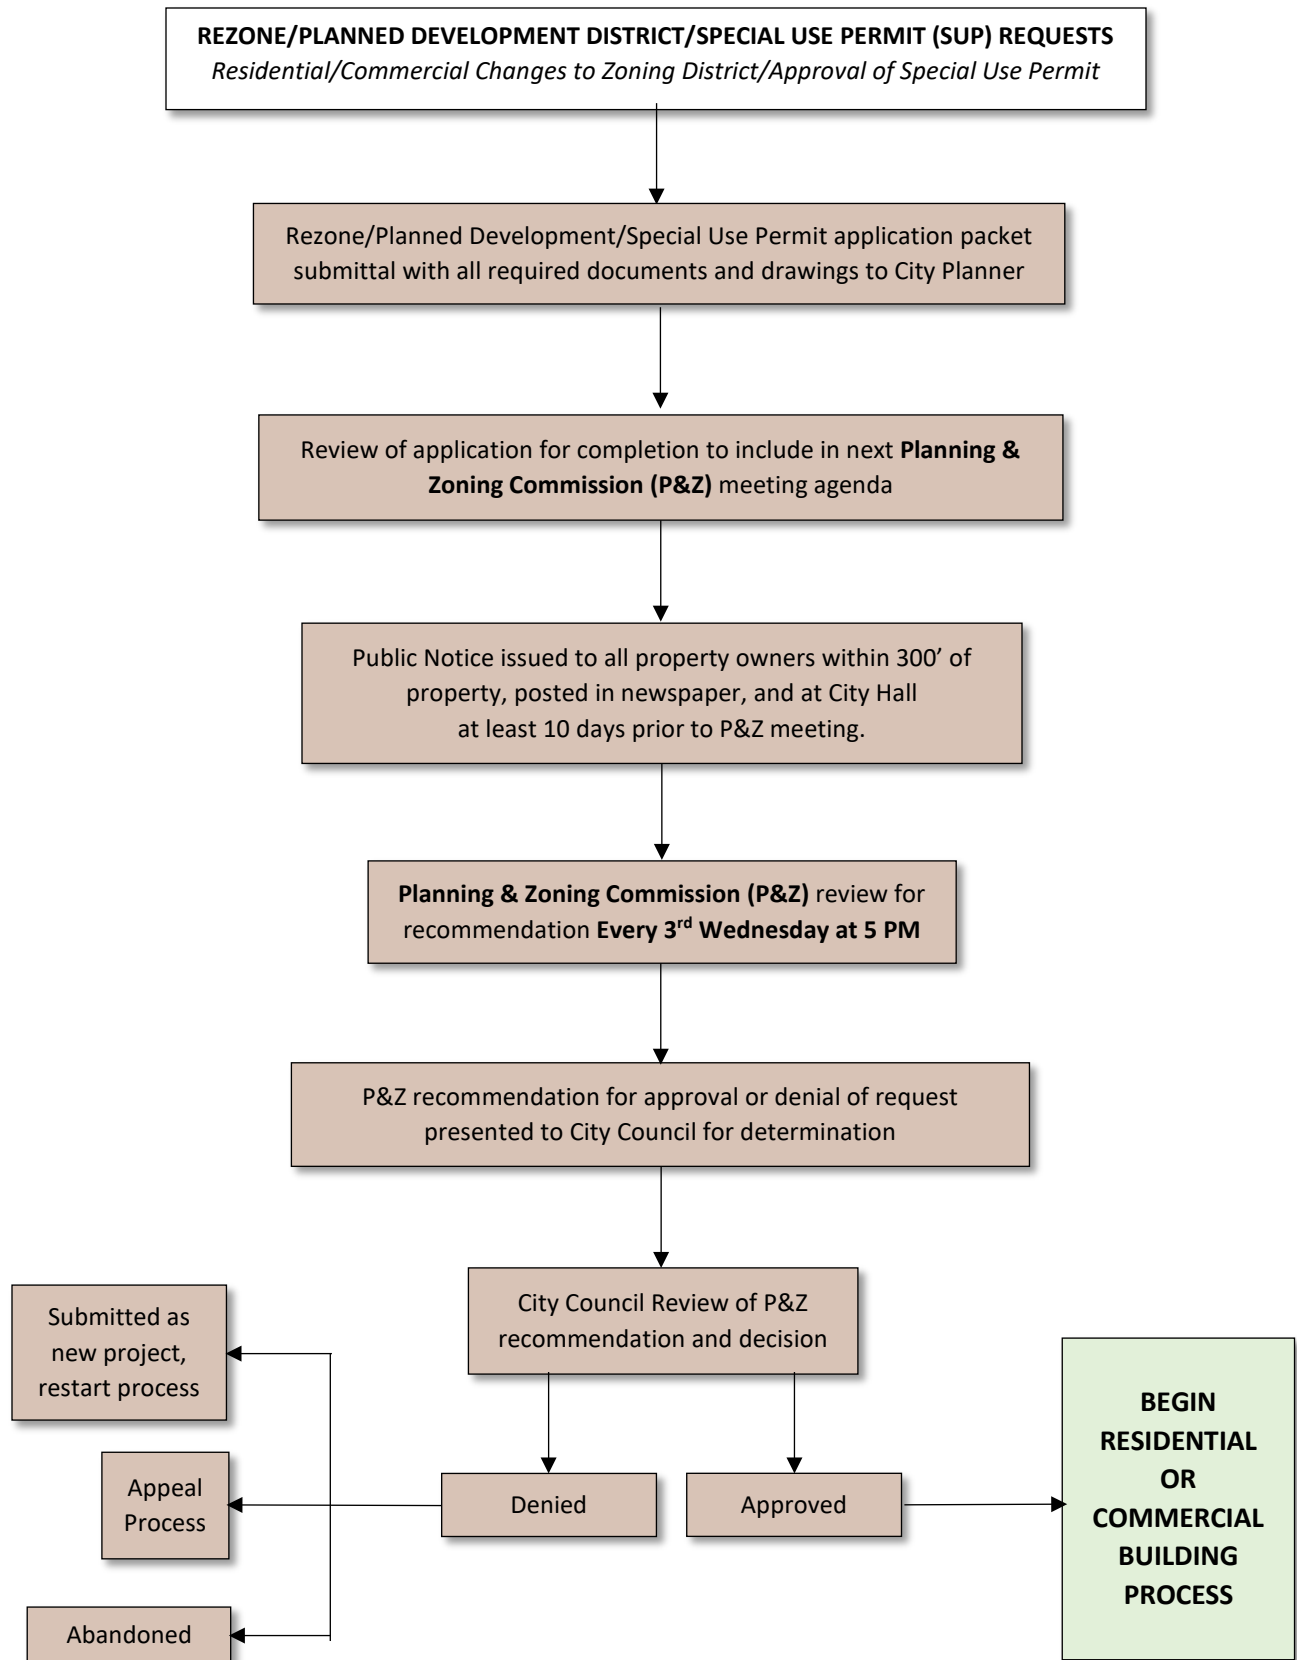 REZONE/PLANNED DEVELOPMENT DISTRICT/SPECIAL USE PERMIT (SUP) REQUESTS
Residential/Commercial Changes to Zoning District/Approval of Special Use Permit
Rezone/Planned Development/Special Use Permit application packet
submittal with all required documents and drawings to City Planner
Review of application for completion to include in next Planning &
Zoning Commission (P&Z) meeting agenda
Public Notice issued to all property owners within 300’ of
property, posted in newspaper, and at City Hall
at least 10 days prior to P&Z meeting.
Planning & Zoning Commission (P&Z) review for
recommendation Every 3rd Wednesday at 5 PM
P&Z recommendation for approval or denial of request
presented to City Council for determination
City Council Review of P&Z
recommendation and decision
Submitted as
new project,
restart process
Appeal
Process
Abandoned
Denied
Approved
BEGIN
RESIDENTIAL
OR
COMMERCIAL
BUILDING
PROCESS